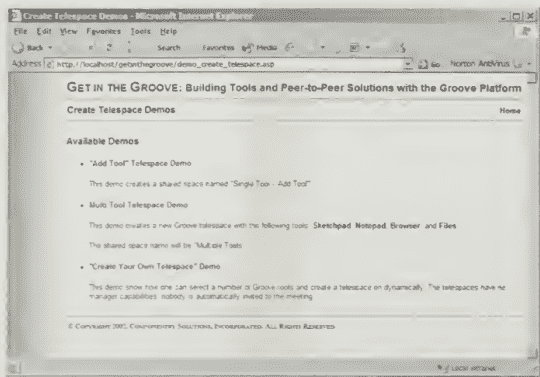 Create Telespace Demos - Microsoft Internet Explorer
File Edit View Favorites Tools Help
Back Search Favorites Media
Address http://localhost/getinthegroove/demo_create_telespace.asp Go Norton AntiVirus
GET IN THE GROOVE: Building Tools and Peer-to-Peer Solutions with the Groove Platform
Create Telespace Demos Home
Available Demos
• "Add Tool" Telespace Demo
This demo creates a shared space named "Single Tool - Add Tool"
• Multi Tool Telespace Demo
This demo creates a new Groove telespace with the following tools: Sketchpad, Notepad, Browser and Files.
The shared space name will be "Multiple Tools
• "Create Your Own Telespace" Demo
This demo show how one can select a number of Groove tools and create a telespace on dynamically. The telespaces have no
manager capabilities, nobody is automatically invited to the meeting
© COPYRIGHT 2002, COMPONENTRY SOLUTIONS, INCORPORATED. ALL RIGHTS RESERVED
Local intranet